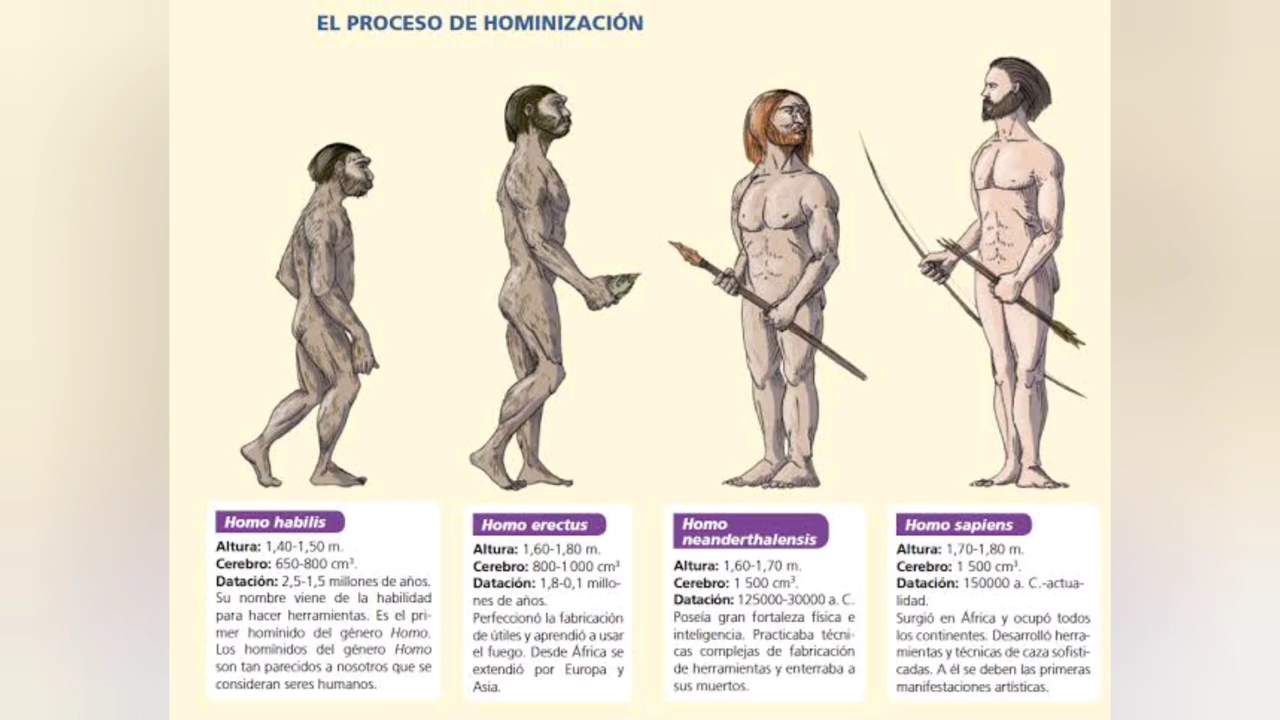 EL PROCESO DE HOMINIZACIÓN
Homo habilis
Altura: 1,40-1,50 m.
Cerebro: 650-800 cm³.
Datación: 2,5-1,5 millones de años.
Su nombre viene de la habilidad
para hacer herramientas. Es el pri-
mer homínido del género Homo.
Los homínidos del género Homo
son tan parecidos a nosotros que se
consideran seres humanos.
Homo erectus
Altura: 1,60-1,80 m.
Cerebro: 800-1000 cm³
Datación: 1,8-0,1 millo-
nes de años.
Perfeccionó la fabricación
de útiles y aprendió a usar
el fuego. Desde África se
extendió por Europa y
Asia.
Homo
neanderthalensis
Altura: 1,60-1,70 m.
Cerebro: 1 500 cm³.
Datación: 125000-30000 a. C.
Poseía gran fortaleza física e
inteligencia. Practicaba técni-
cas complejas de fabricación
de herramientas y enterraba a
sus muertos.
Homo sapiens
Altura: 1,70-1,80 m.
Cerebro: 1 500 cm³.
Datación: 150000 a. C.-actua-
lidad.
Surgió en África y ocupó todos
los continentes. Desarrolló herra-
mientas y técnicas de caza sofisti-
cadas. A él se deben las primeras
manifestaciones artísticas.